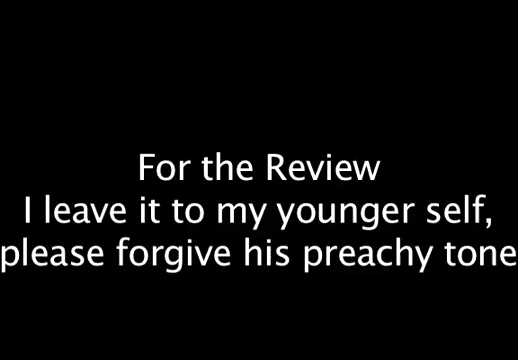 For the Review
I leave it to my younger self,
please forgive his preachy tone